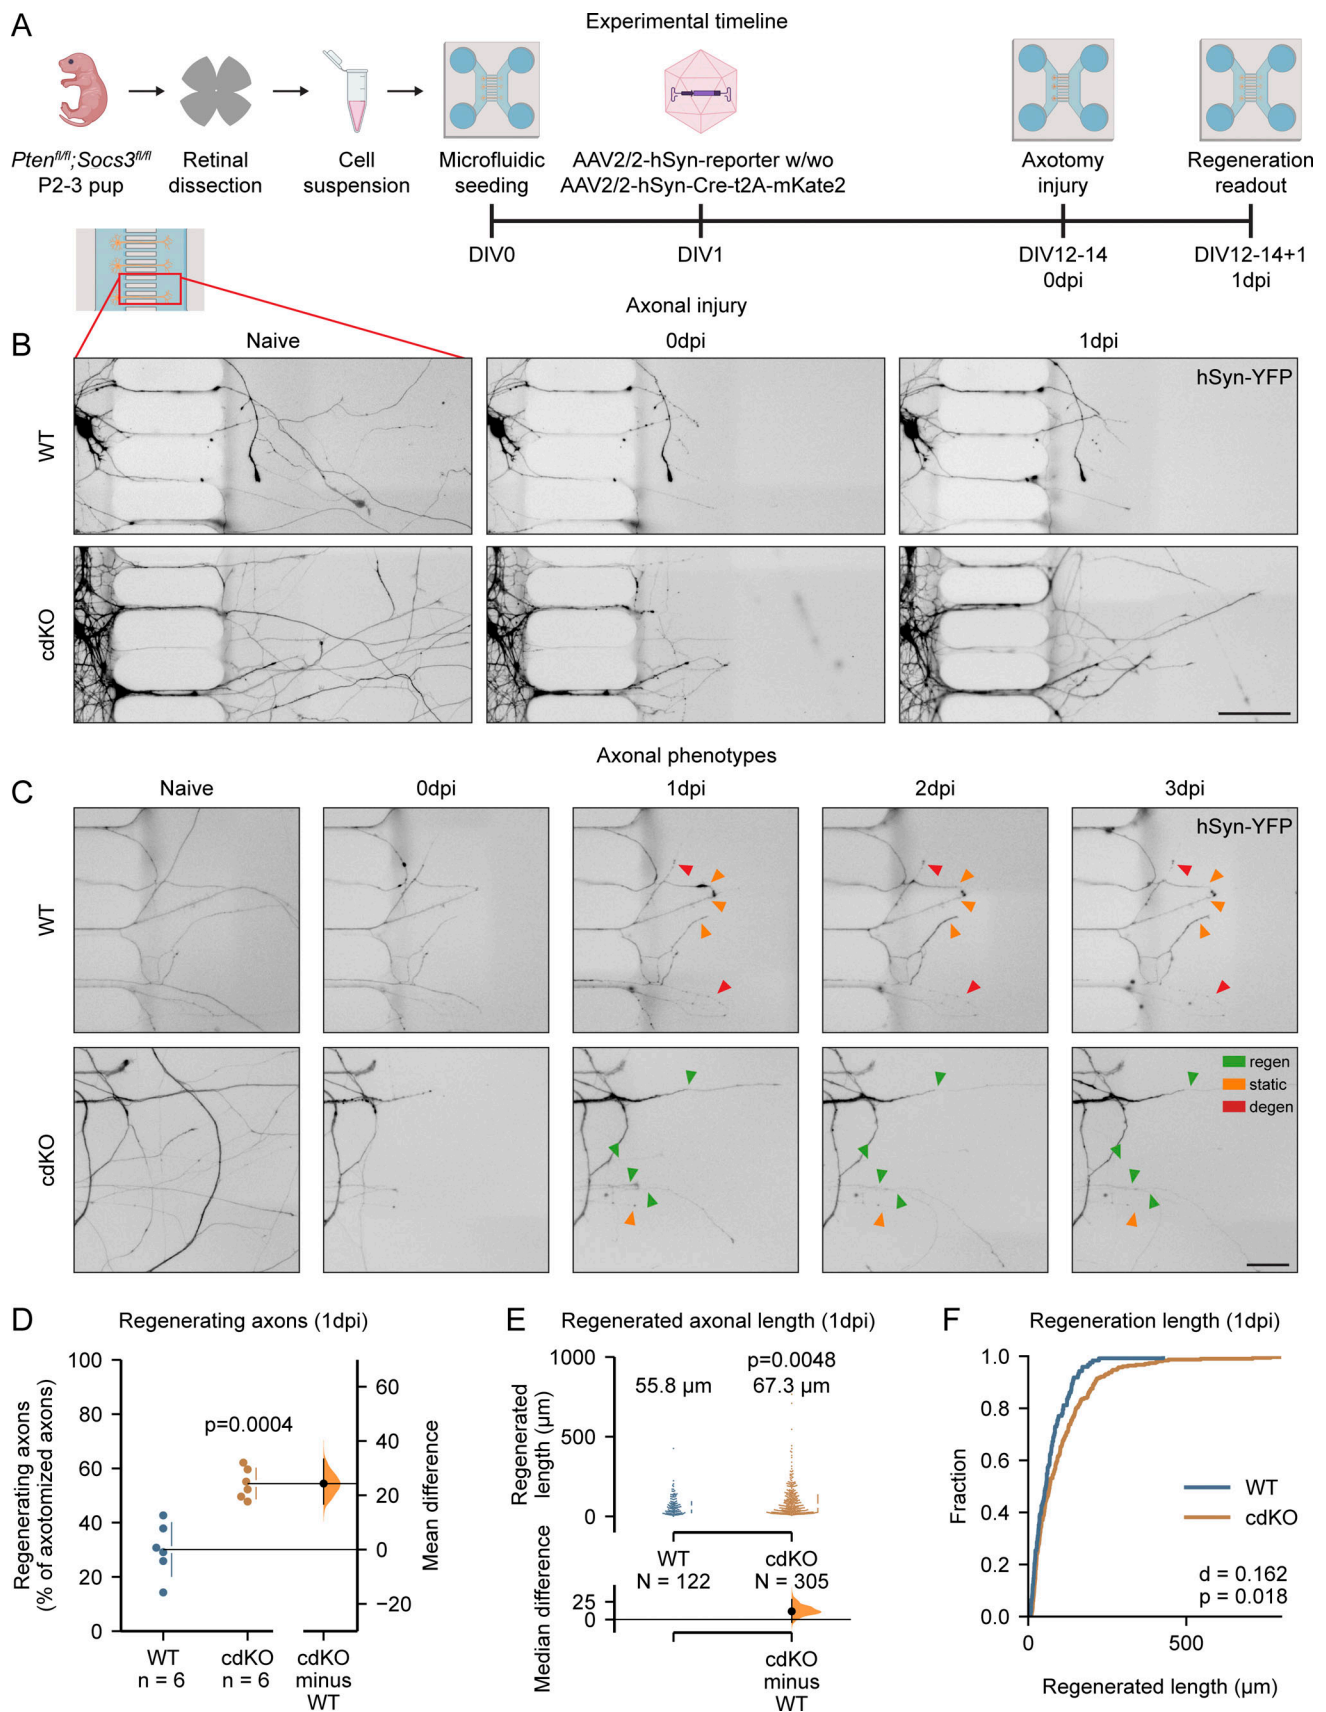 A
Experimental timeline
Pten^fl/fl;Socs3^fl/fl
P2-3 pup
Retinal
dissection
Cell
suspension
Microfluidic
seeding
AAV2/2-hSyn-reporter w/wo
AAV2/2-hSyn-Cre-t2A-mKate2
Axotomy
injury
Regeneration
readout
DIV0
DIV1
DIV12-14
0dpi
DIV12-14+1
1dpi
Axonal injury
B
Naive
0dpi
1dpi
hSyn-YFP
WT
cdKO
Axonal phenotypes
C
Naive
0dpi
1dpi
2dpi
3dpi
hSyn-YFP
WT
regen
static
degen
cdKO
D
Regenerating axons (1dpi)
Regenerating axons
(% of axotomized axons)
100
80
60
40
20
0
p=0.0004
60
40
20
0
−20
Mean difference
WT
n = 6
cdKO
n = 6
cdKO
minus
WT
E
Regenerated axonal length (1dpi)
Regenerated
length (µm)
1000
500
0
55.8 µm
p=0.0048
67.3 µm
WT
N = 122
cdKO
N = 305
Median difference
25
0
cdKO
minus
WT
F
Regeneration length (1dpi)
Fraction
1.0
0.8
0.6
0.4
0.2
0.0
WT
cdKO
d = 0.162
p = 0.018
0
500
Regenerated length (µm)